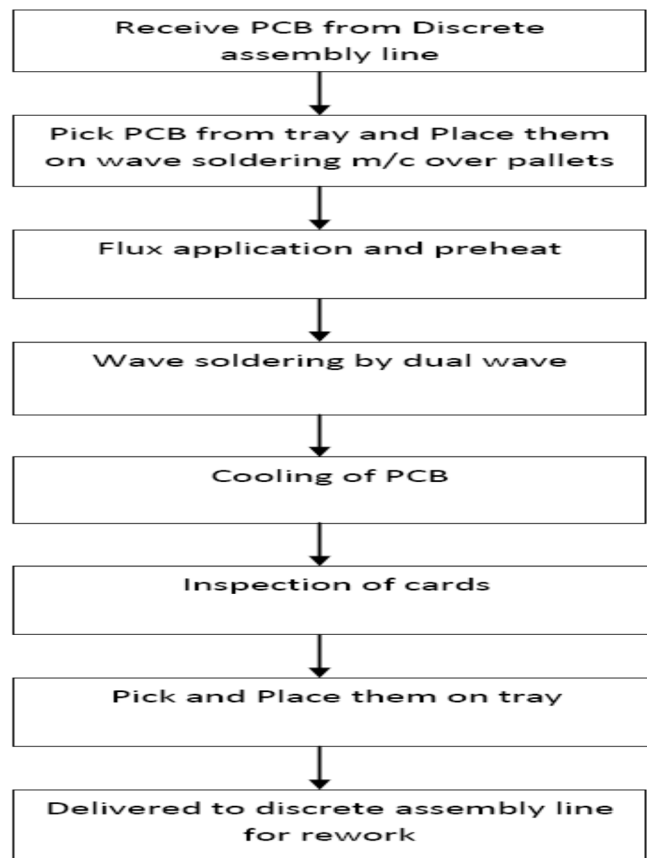 Receive PCB from Discrete
assembly line
Pick PCB from tray and Place them
on wave soldering m/c over pallets
Flux application and preheat
Wave soldering by dual wave
Cooling of PCB
Inspection of cards
Pick and Place them on tray
Delivered to discrete assembly line
for rework